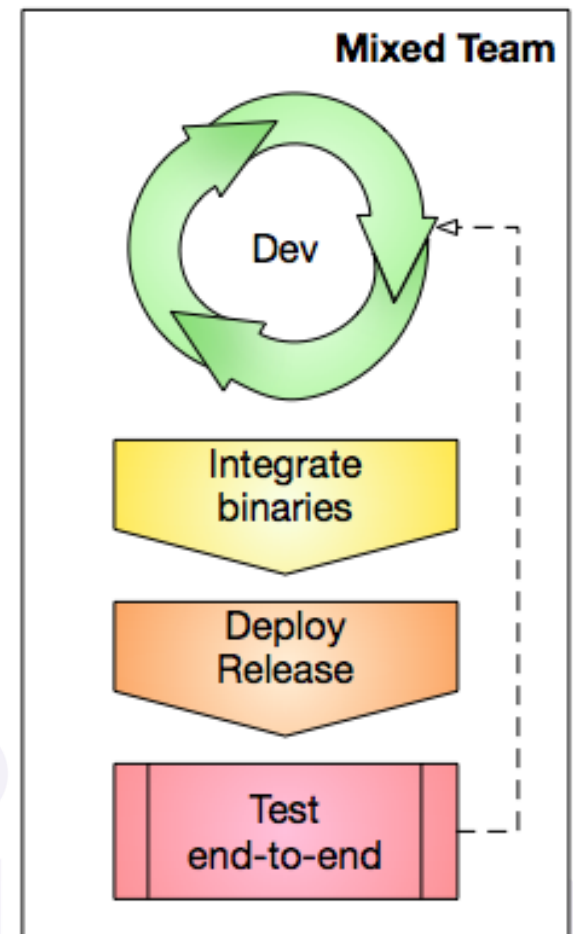 Mixed Team
Dev
Integrate
binaries
Deploy
Release
Test
end-to-end